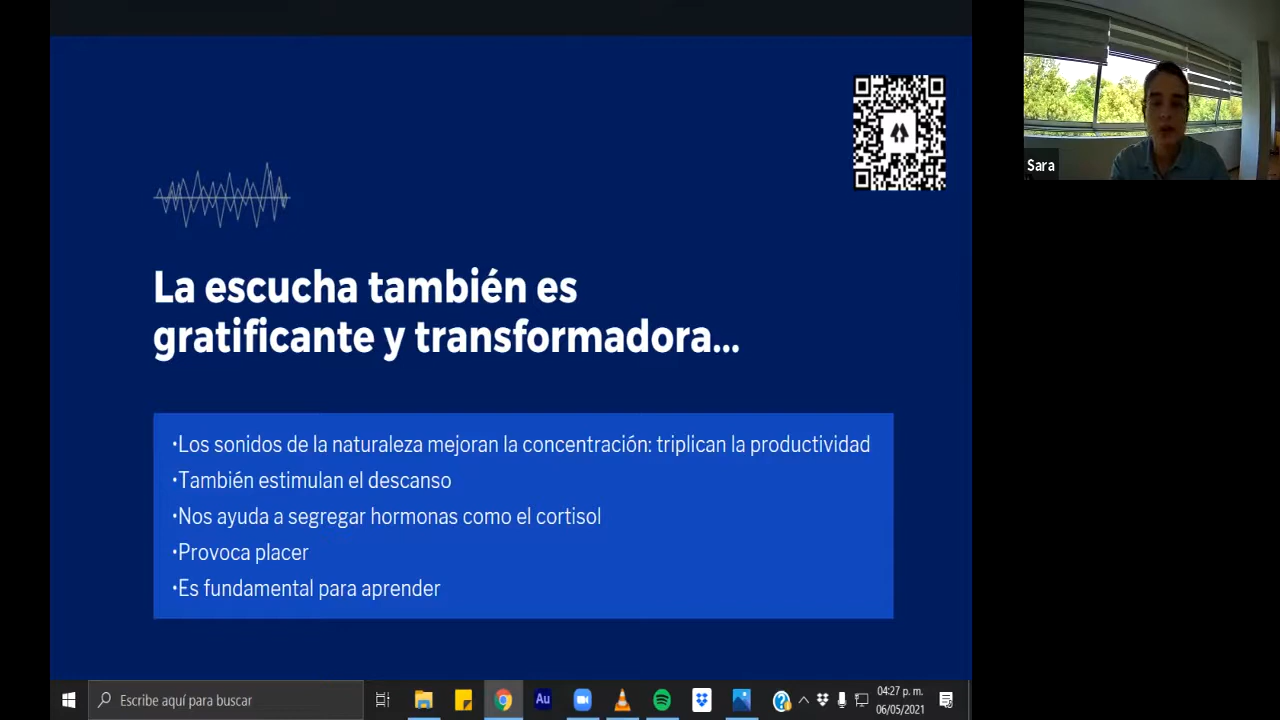 La escucha también es
gratificante y transformadora...
•Los sonidos de la naturaleza mejoran la concentración: triplican la productividad
•También estimulan el descanso
•Nos ayuda a segregar hormonas como el cortisol
•Provoca placer
•Es fundamental para aprender
Sara
Escribe aquí para buscar
Au
04:27 p. m.
06/05/2021